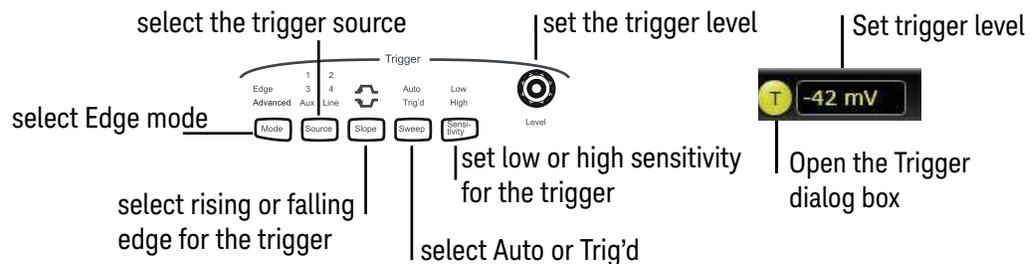 select the trigger source
set the trigger level
Set trigger level
Trigger
1 2
Edge 3 4 Auto Low
Advanced Aux Line Trig'd High
T -42 mV
select Edge mode
Mode Source Slope Sweep Sensi-
tivity
Level
set low or high sensitivity
for the trigger
Open the Trigger
dialog box
select rising or falling
edge for the trigger
select Auto or Trig'd